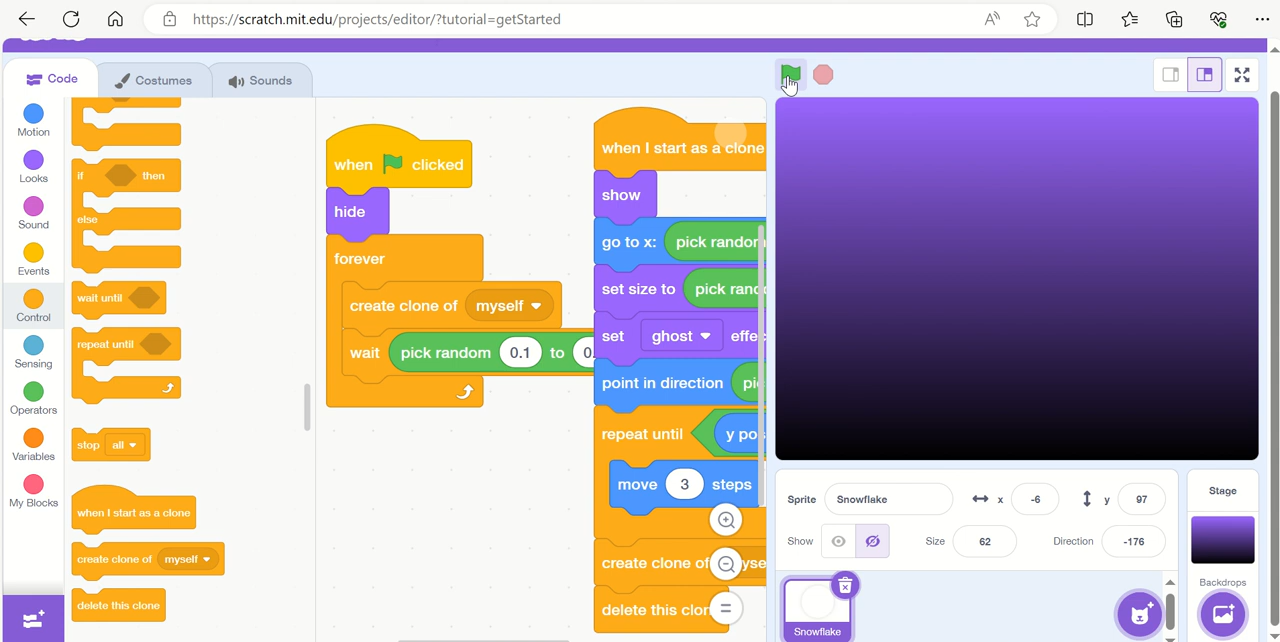 https://scratch.mit.edu/projects/editor/?tutorial=getStarted
Code
Costumes
Sounds
Motion
Looks
Sound
Events
Control
Sensing
Operators
Variables
My Blocks
if then
else
wait until
repeat until
stop all
when I start as a clone
create clone of myself
delete this clone
when clicked
hide
forever
create clone of myself
wait pick random 0.1 to
when I start as a clone
show
go to x: pick random
set size to pick
set ghost
point in direction
repeat until y
move 3 steps
create clone of
delete this
Sprite Snowflake x -6 y 97
Show Size 62 Direction -176
Snowflake
Stage
Backdrops